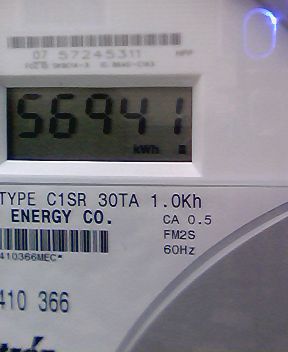 07 57245311
56941
kWh
TYPE C1SR 30TA 1.0Kh
ENERGY CO.
CA 0.5
FM2S
60Hz
410366MEC*
410 366